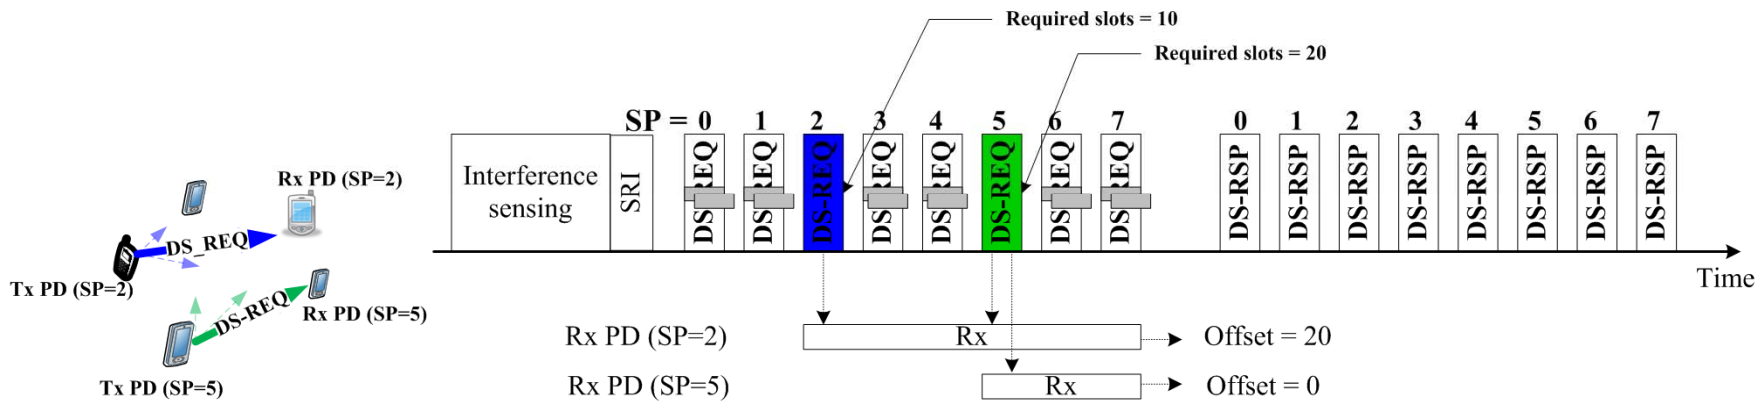 Required slots = 10
Required slots = 20
SP = 0 1 2 3 4 5 6 7 0 1 2 3 4 5 6 7
Interference
sensing
SRI
DS-REQ
DS-REQ
DS-REQ
DS-REQ
DS-REQ
DS-REQ
DS-REQ
DS-REQ
DS-RSP
DS-RSP
DS-RSP
DS-RSP
DS-RSP
DS-RSP
DS-RSP
DS-RSP
Time
Rx PD (SP=2)
DS_REQ
Tx PD (SP=2)
DS-REQ
Rx PD (SP=5)
Tx PD (SP=5)
Rx PD (SP=2) Rx Offset = 20
Rx PD (SP=5) Rx Offset = 0